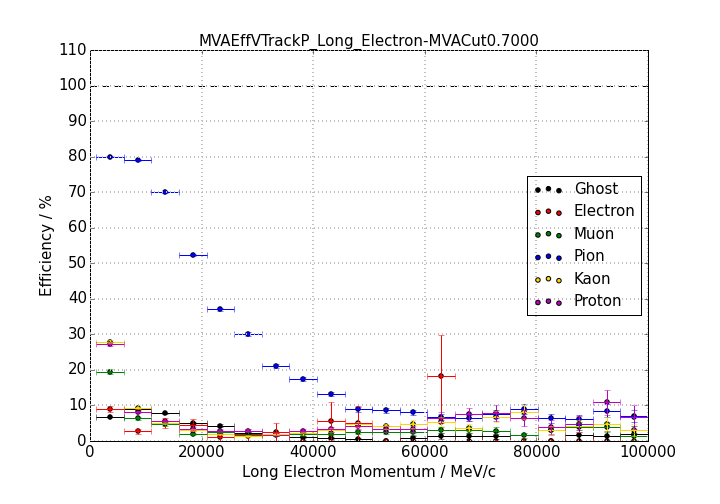 MVAEffVTrackP_Long_Electron-MVACut0.7000
110
100
90
80
70
60
50
40
30
20
10
0
Efficiency / %
Ghost
Electron
Muon
Pion
Kaon
Proton
0 20000 40000 60000 80000 100000
Long Electron Momentum / MeV/c